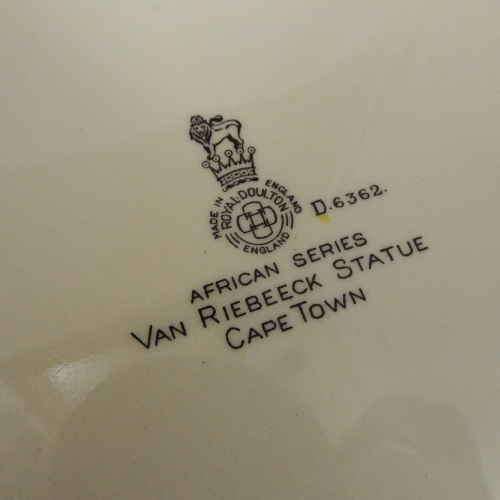 MADE IN ENGLAND
ROYAL DOULTON
ENGLAND
D.6362.
AFRICAN SERIES
VAN RIEBEECK STATUE
CAPE TOWN